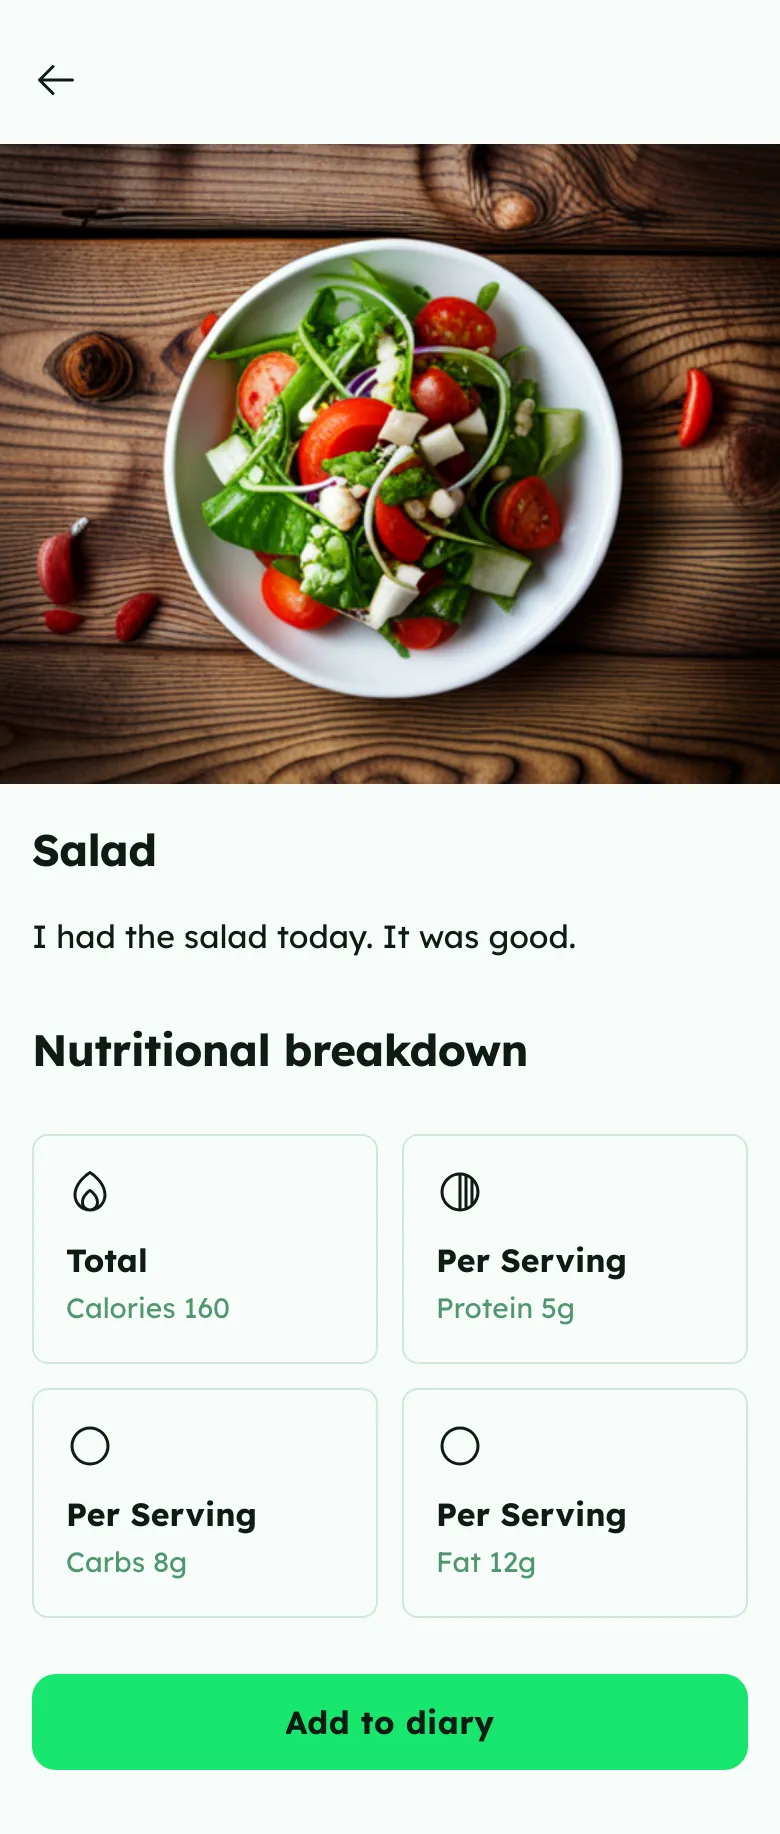 Salad
I had the salad today. It was good.
Nutritional breakdown
Total
Calories 160
Per Serving
Protein 5g
Per Serving
Carbs 8g
Per Serving
Fat 12g
Add to diary